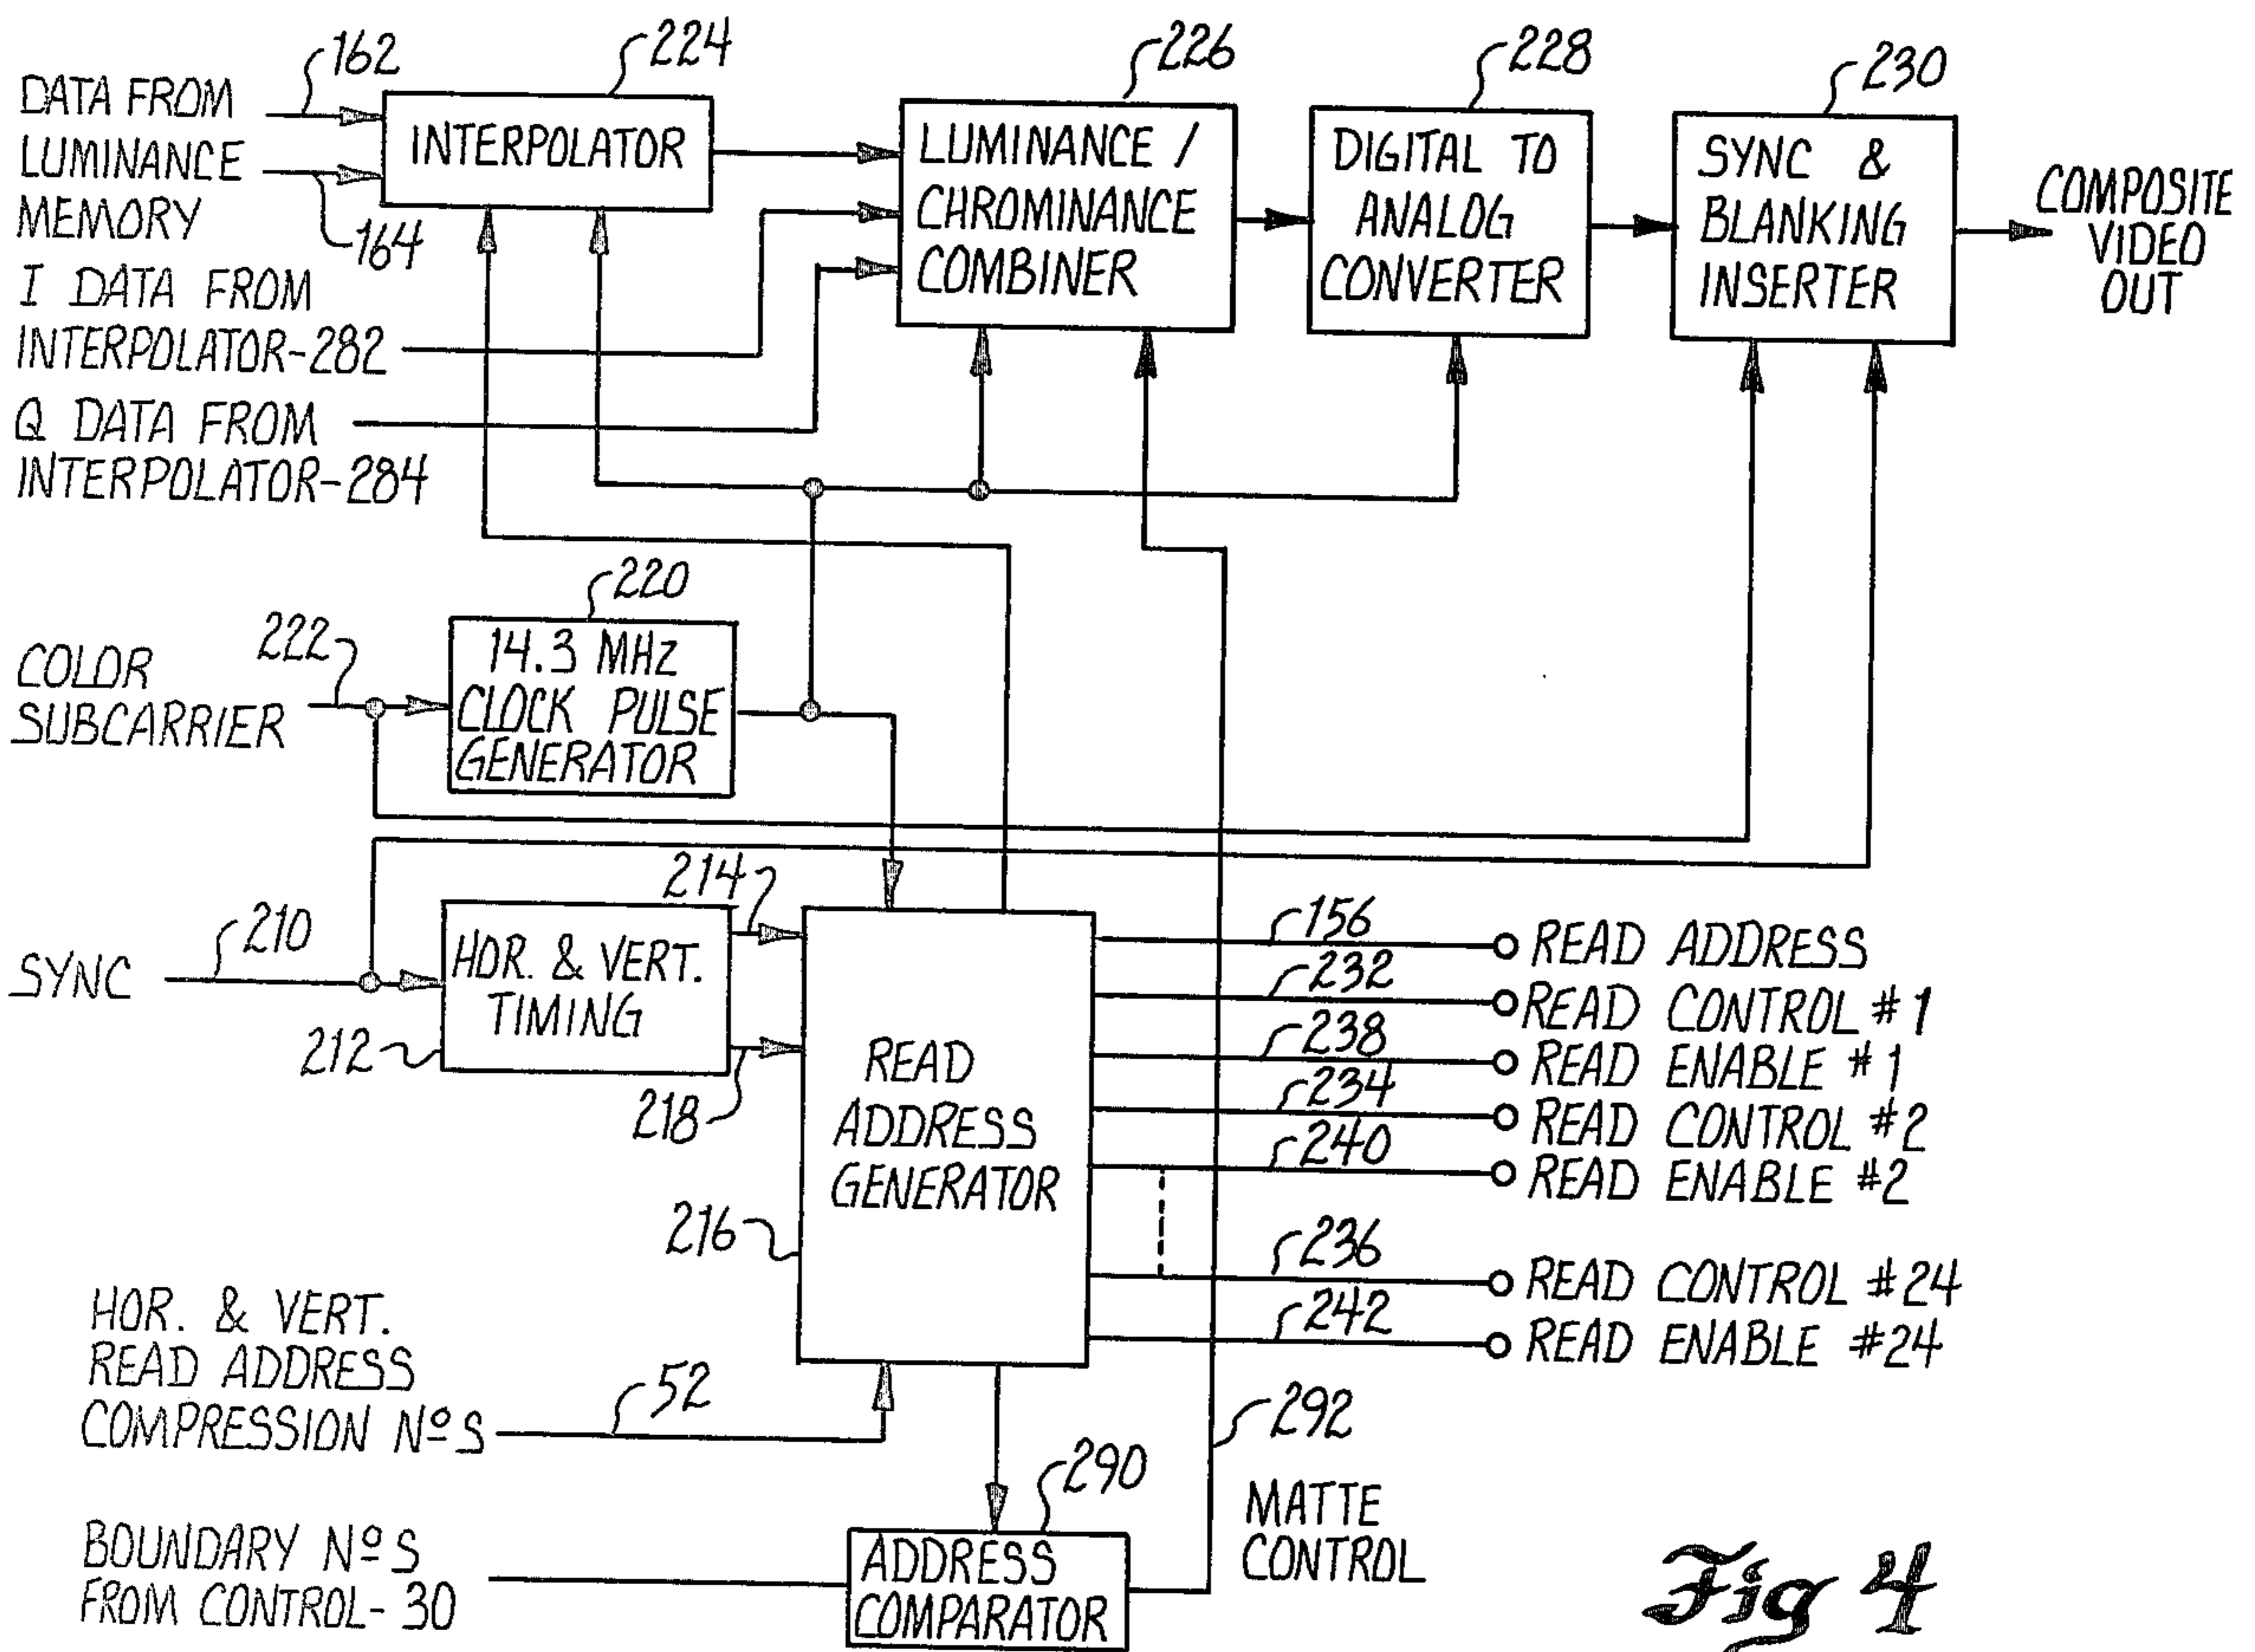 224
226
228
230
162
DATA FROM
LUMINANCE
MEMORY
164
INTERPOLATOR
LUMINANCE /
CHROMINANCE
COMBINER
DIGITAL TO
ANALOG
CONVERTER
SYNC &
BLANKING
INSERTER
COMPOSITE
VIDEO
OUT
I DATA FROM
INTERPOLATOR-282
Q DATA FROM
INTERPOLATOR-284
220
222
COLOR
SUBCARRIER
14.3 MHz
CLOCK PULSE
GENERATOR
214
210
SYNC
HOR. & VERT.
TIMING
212
218
READ
ADDRESS
GENERATOR
216
156
READ ADDRESS
232
READ CONTROL #1
238
READ ENABLE #1
234
READ CONTROL #2
240
READ ENABLE #2
236
READ CONTROL #24
242
READ ENABLE #24
HOR. & VERT.
READ ADDRESS
COMPRESSION Nº S
52
292
290
MATTE
CONTROL
BOUNDARY Nº S
FROM CONTROL-30
ADDRESS
COMPARATOR
Fig 4